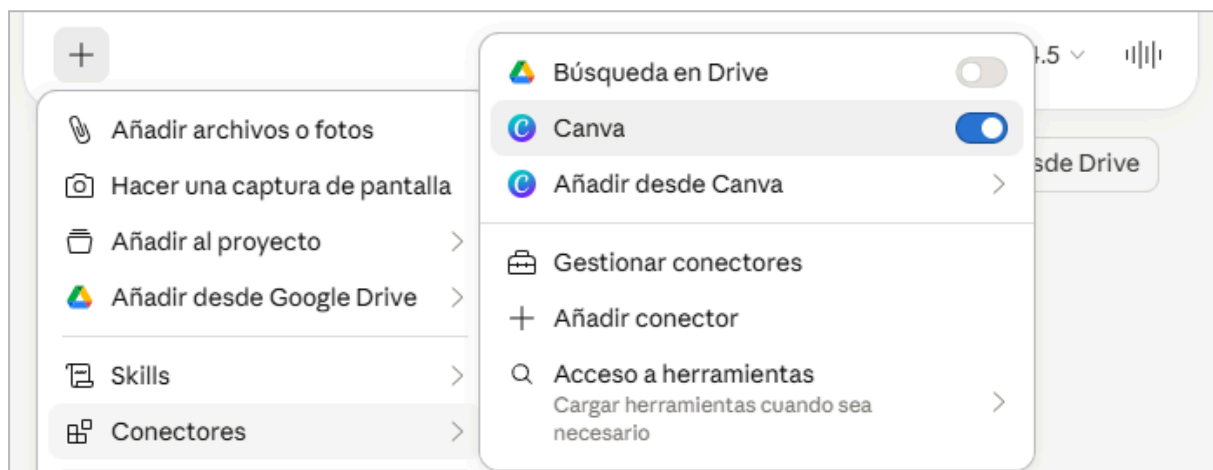 Añadir archivos o fotos
Hacer una captura de pantalla
Añadir al proyecto
Añadir desde Google Drive
Skills
Conectores
Búsqueda en Drive
Canva
Añadir desde Canva
Gestionar conectores
Añadir conector
Acceso a herramientas
Cargar herramientas cuando sea
necesario
.5
sde Drive